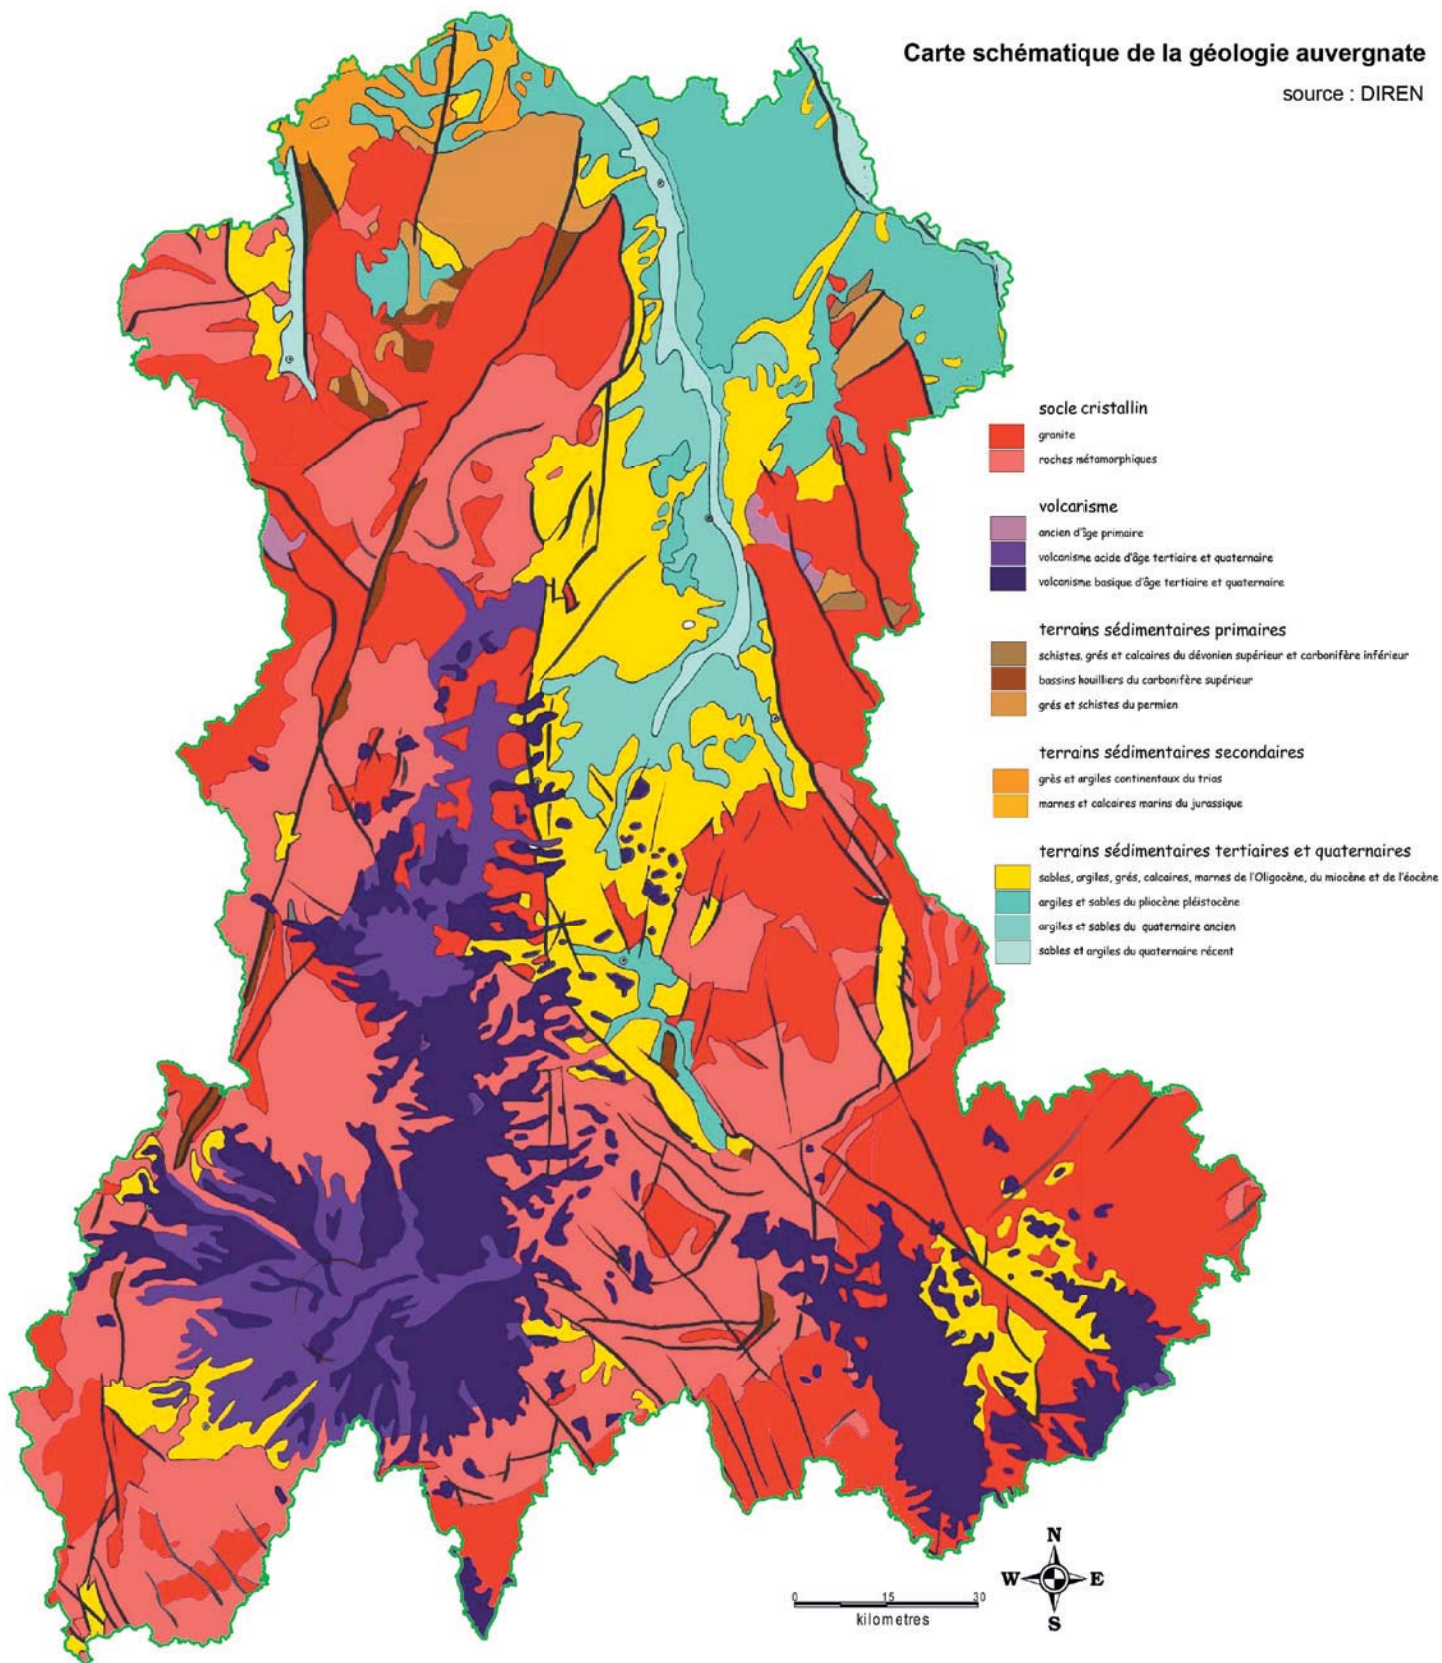 Carte schématique de la géologie auvergnate
source : DIREN
socle cristallin
granite
roches métamorphiques
volcanisme
ancien d'âge primaire
volcanisme acide d'âge tertiaire et quaternaire
volcanisme basique d'âge tertiaire et quaternaire
terrains sédimentaires primaires
schistes, grés et calcaires du dévonien supérieur et carbonifère inférieur
bassins houilliers du carbonifère supérieur
grés et schistes du permien
terrains sédimentaires secondaires
grès et argiles continentaux du trias
marnes et calcaires marins du jurassique
terrains sédimentaires tertiaires et quaternaires
sables, argiles, grés, calcaires, marnes de l'Oligocène, du miocène et de l'éocène
argiles et sables du pliocène pléistocène
argiles et sables du quaternaire ancien
sables et argiles du quaternaire récent
N
W E
S
0 15 30
kilometres